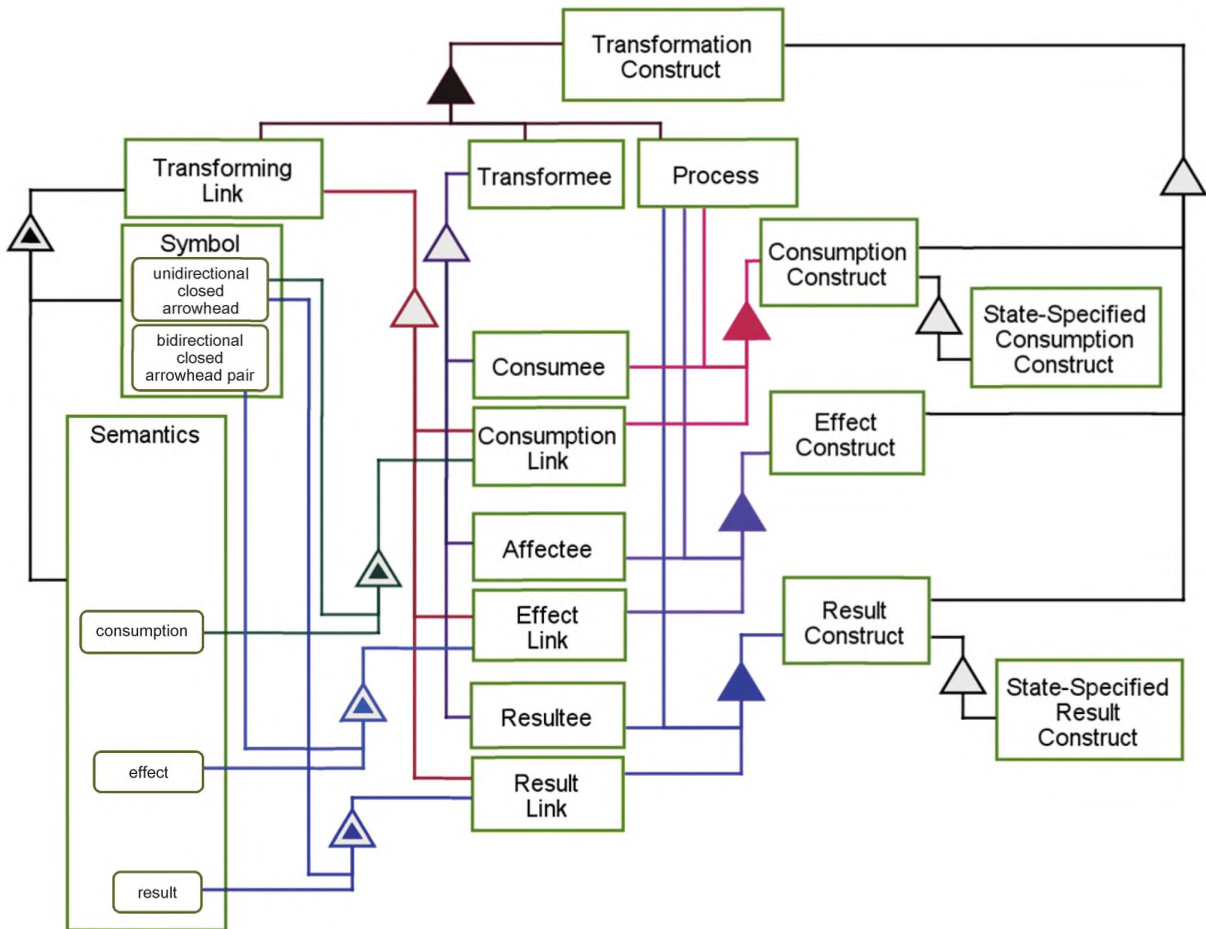 Transformation
Construct
Transforming
Link
Transformee
Process
Symbol
unidirectional
closed
arrowhead
bidirectional
closed
arrowhead pair
Consumption
Construct
State-Specified
Consumption
Construct
Consumee
Semantics
Consumption
Link
Effect
Construct
Affectee
consumption
Effect
Link
Result
Construct
State-Specified
Result
Construct
Resultee
effect
Result
Link
result